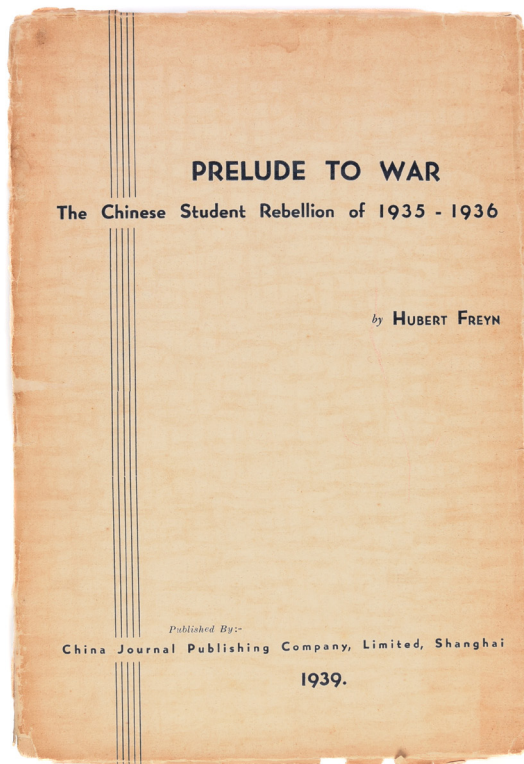 PRELUDE TO WAR
The Chinese Student Rebellion of 1935 - 1936
by HUBERT FREYN
Published By:-
China Journal Publishing Company, Limited, Shanghai
1939.